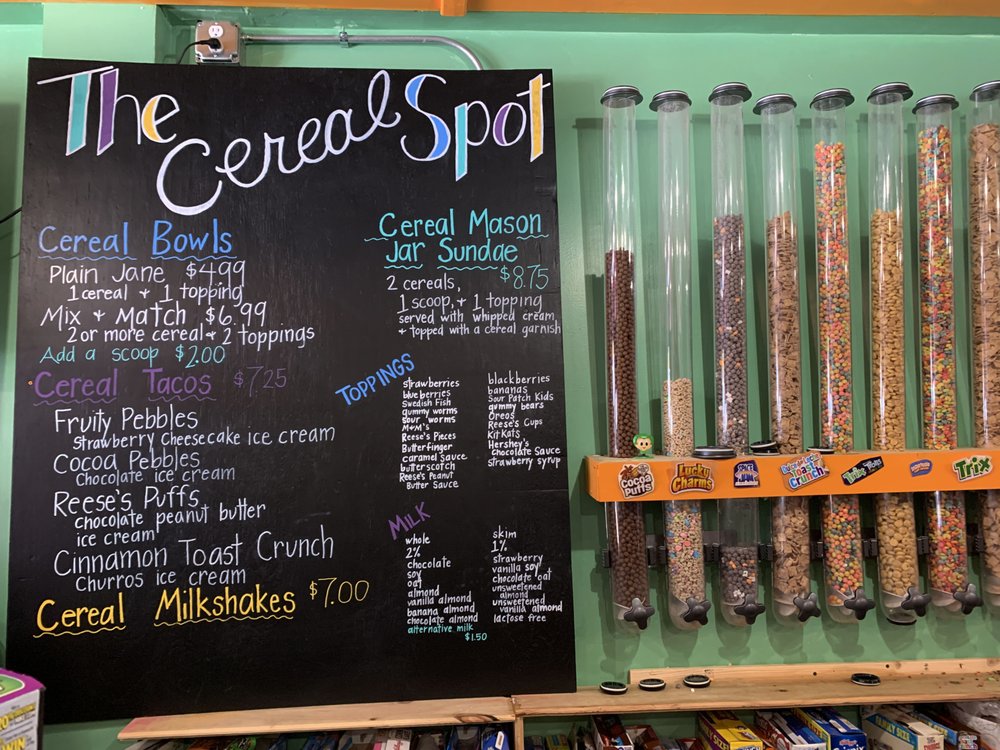 The Cereal Spot
Cereal Bowls
Plain Jane $4.99
1 cereal + 1 topping
Mix + Match $6.99
2 or more cereal + 2 toppings
Add a scoop $2.00
Cereal Tacos $7.25
Fruity Pebbles
Strawberry Cheesecake ice cream
Cocoa Pebbles
Chocolate ice cream
Reese's Puffs
chocolate peanut butter
ice cream
Cinnamon Toast Crunch
Churros ice cream
Cereal Milkshakes $7.00
Cereal Mason
Jar Sundae
$8.75
2 cereals,
1 scoop, + 1 topping
served with whipped cream
+ topped with a cereal garnish
TOPPINGS
strawberries
blueberries
Swedish Fish
gummy worms
sour worms
M+M's
Reese's Pieces
Butterfinger
caramel sauce
butterscotch
Reese's Peanut
Butter Sauce
blackberries
bananas
Sour Patch Kids
gummy bears
Oreos
Reese's Cups
KitKats
Hershey's
chocolate Sauce
strawberry syrup
MILK
whole
2%
chocolate
soy
oat
almond
vanilla almond
banana almond
chocolate almond
alternative milk
$1.50
skim
1%
strawberry
vanilla soy
chocolate oat
unsweetened
almond
unsweetened
vanilla almond
lactose free
Cocoa
Puffs
Lucky
Charms
Toast
Crunch
Trix
Trix